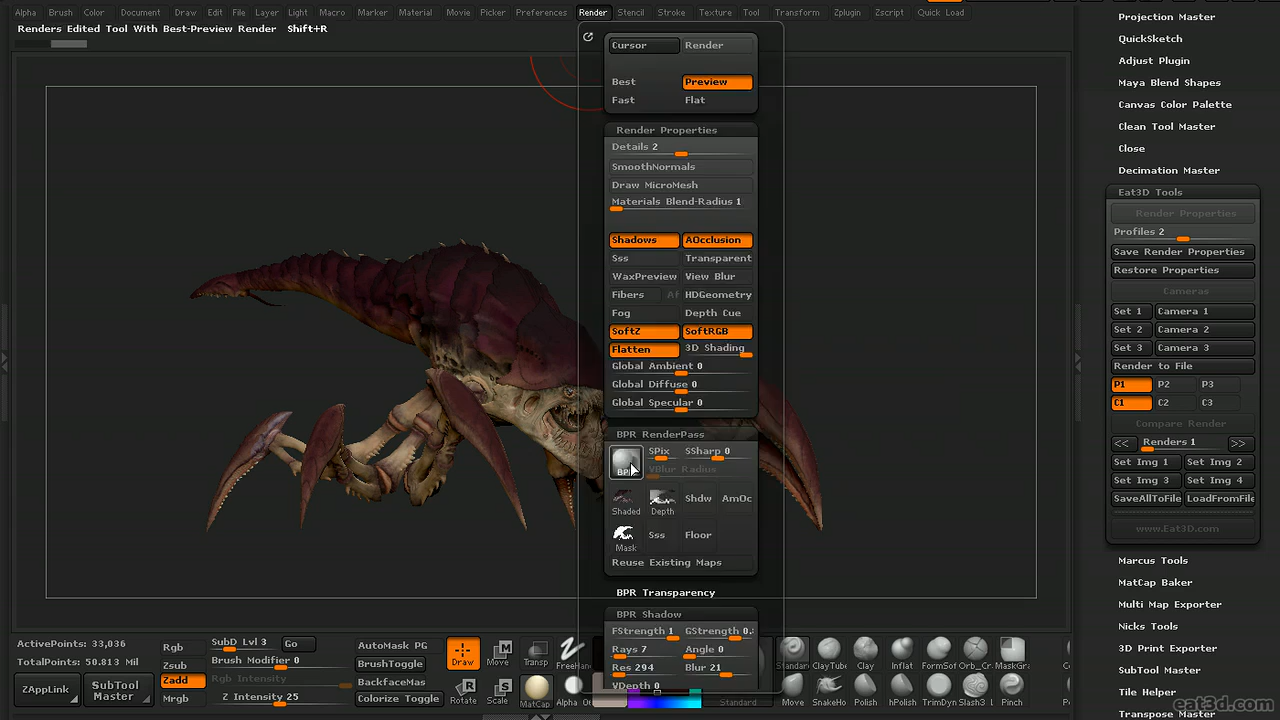 Alpha Brush Color Document Draw Edit File Layer Light Macro Marker Material Movie Picker Preferences Render Stencil Stroke Texture Tool Transform Zplugin Zscript Quick Load
Renders Edited Tool With Best-Preview Render Shift+R
Cursor Render
Best Preview
Fast Flat
Render Properties
Details 2
SmoothNormals
Draw MicroMesh
Materials Blend-Radius 1
Shadows AOcclusion
Sss Transparent
WaxPreview View Blur
Fibers Af HDGeometry
Fog Depth Cue
SoftZ SoftRGB
Flatten 3D Shading
Global Ambient 0
Global Diffuse 0
Global Specular 0
BPR RenderPass
BPR SPix SSharp 0
VBlur Radius
Shaded Depth Shdw AmOc
Mask Sss Floor
Reuse Existing Maps
BPR Transparency
BPR Shadow
FStrength 1 GStrength 0.8
Rays 7 Angle 0
Res 294 Blur 21
VDepth 0
Projection Master
QuickSketch
Adjust Plugin
Maya Blend Shapes
Canvas Color Palette
Clean Tool Master
Close
Decimation Master
Eat3D Tools
Render Properties
Profiles 2
Save Render Properties
Restore Properties
Cameras
Set 1 Camera 1
Set 2 Camera 2
Set 3 Camera 3
Render to File
P1 P2 P3
C1 C2 C3
Compare Render
<< Renders 1 >>
Set Img 1 Set Img 2
Set Img 3 Set Img 4
SaveAllToFile LoadFromFile
www.Eat3D.com
Marcus Tools
MatCap Baker
Multi Map Exporter
Nicks Tools
3D Print Exporter
SubTool Master
Tile Helper
Transpose Master
ActivePoints: 33,036
TotalPoints: 50.813 Mil
ZAppLink SubTool Master
Rgb
Zsub
Zadd
Mrgb
SubD Lvl 3 Go
Brush Modifier 0
Rgb Intensity
Z Intensity 25
AutoMask PG
BrushToggle
BackfaceMas
Colorize Toggle
Draw Move Transp FreeHan
Rotate Scale MatCap Alpha O
Standard
Standar ClayTub Clay Inflat FormSof Orb_Cr MaskGra
Move SnakeHo Polish hPolish TrimDyn Slash3 Pinch
eat3d.com